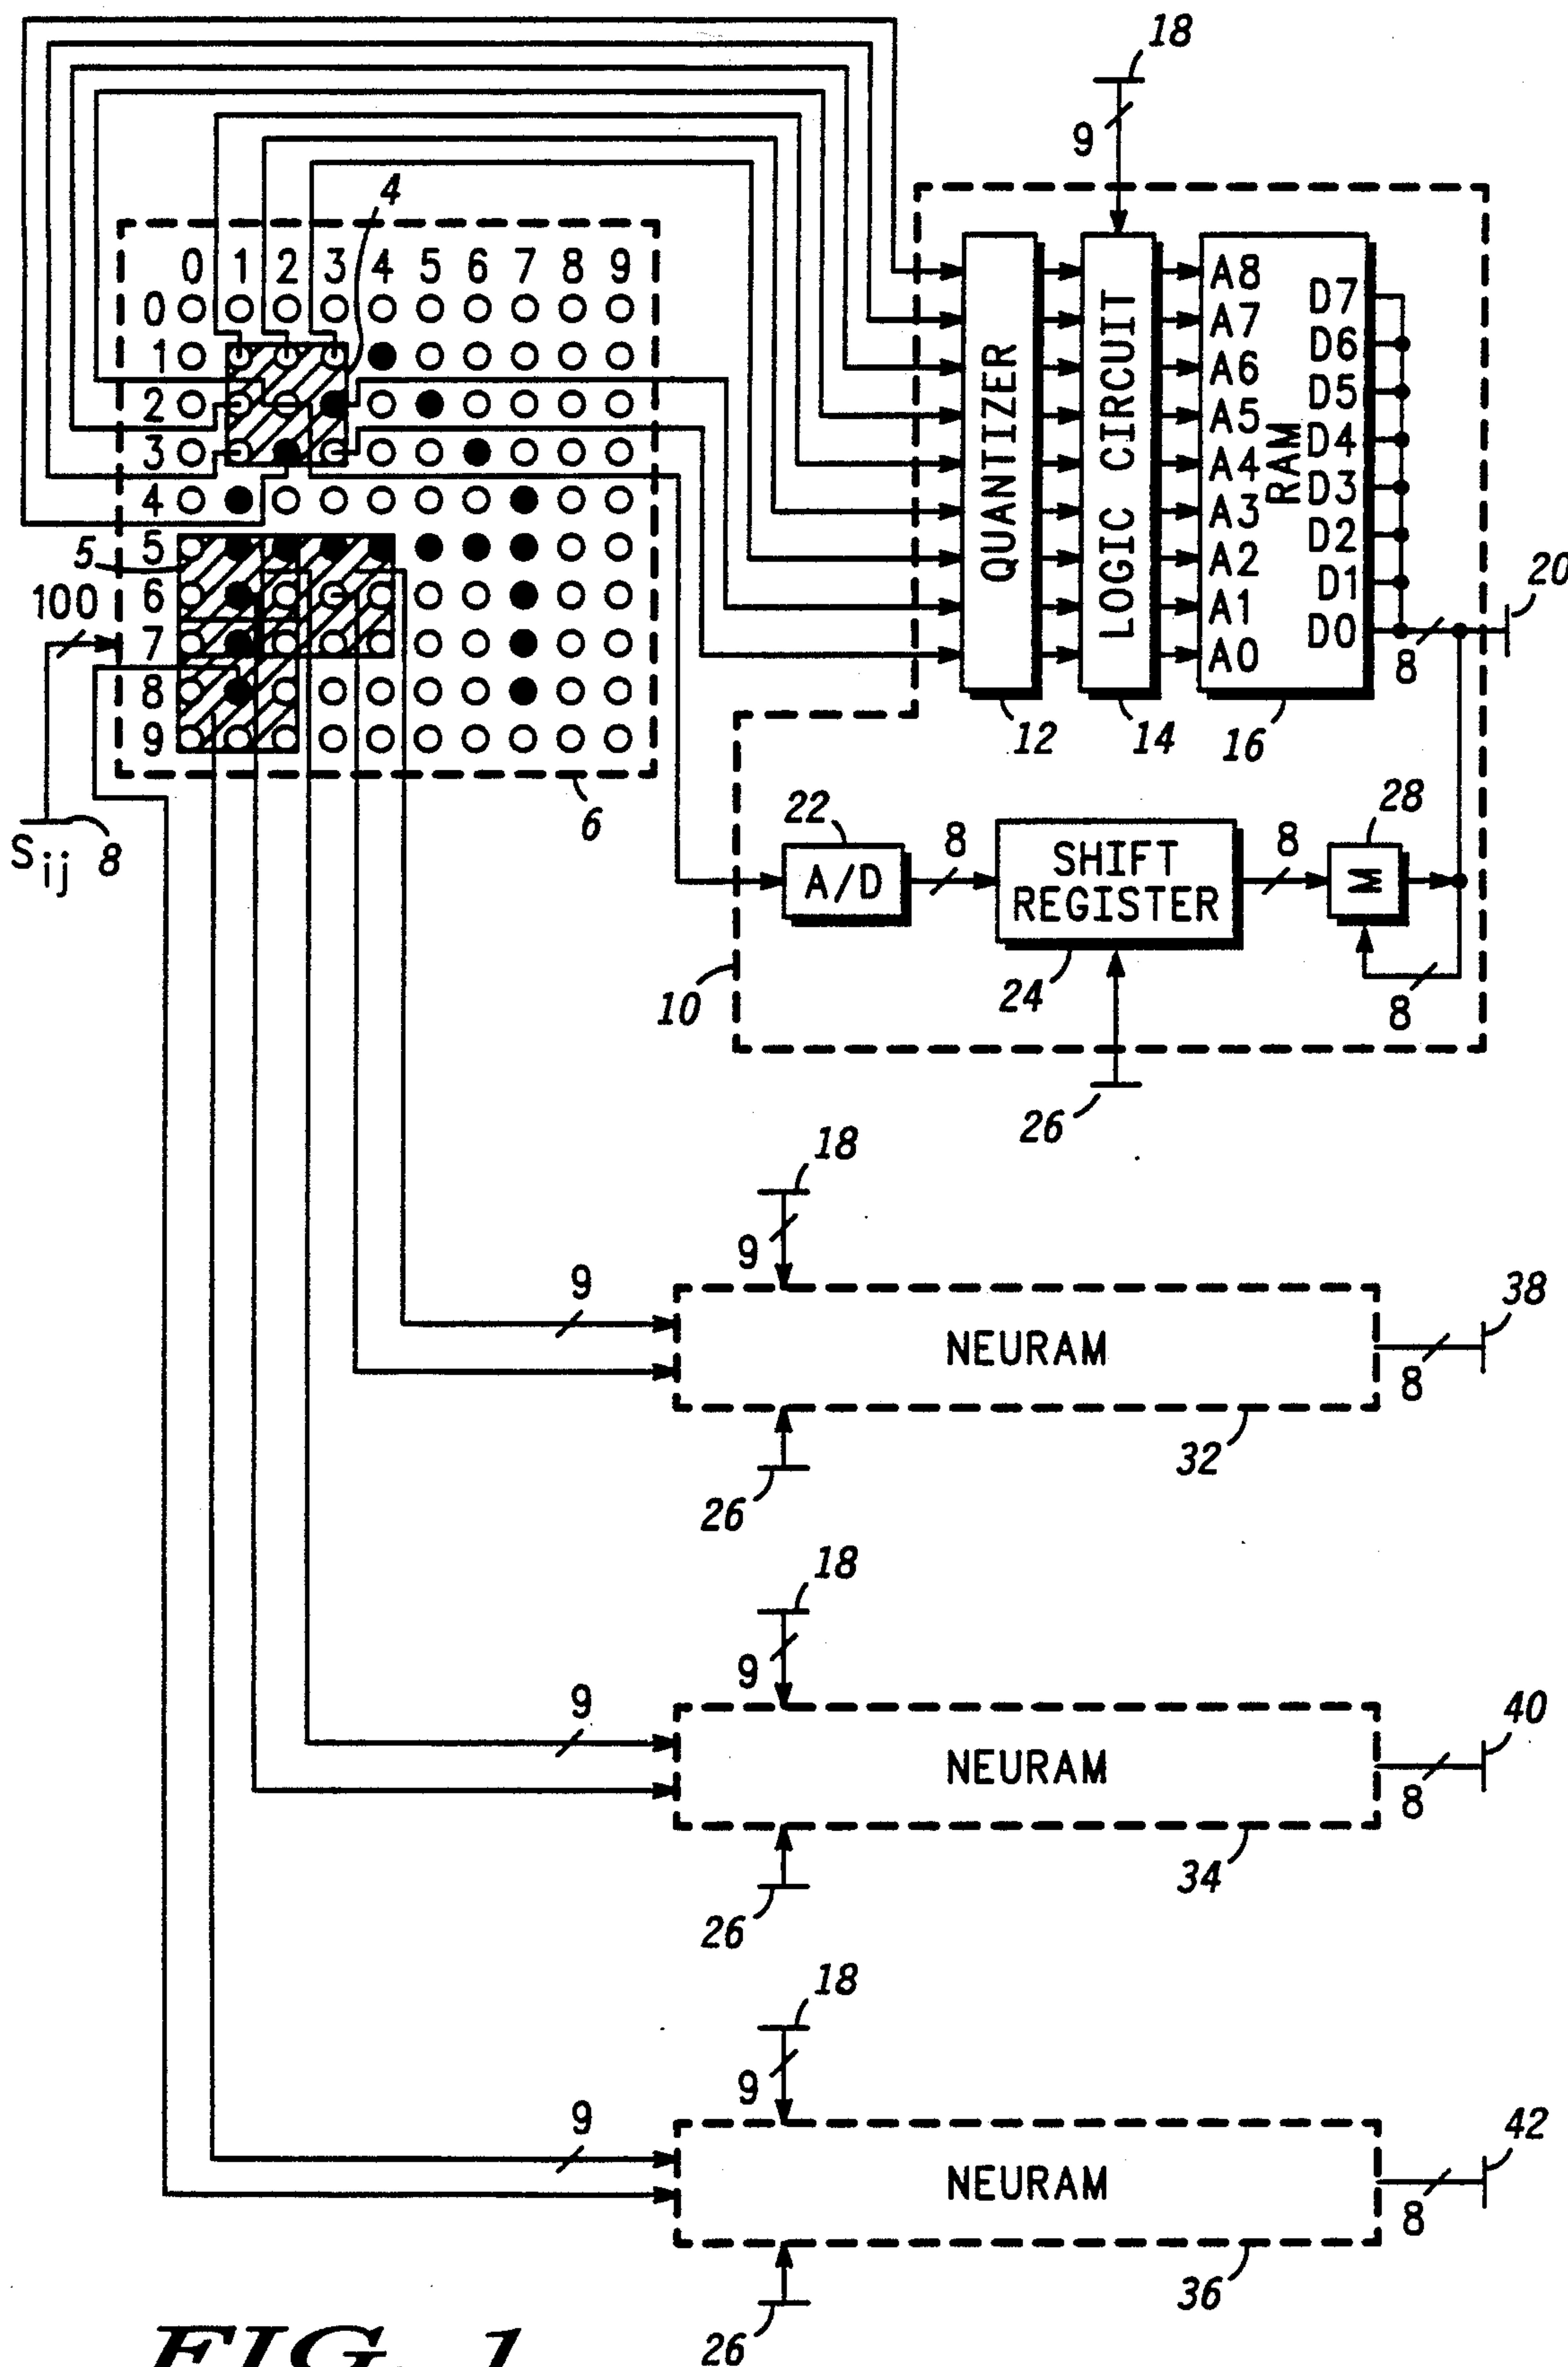 18
9
4
0 1 2 3 4 5 6 7 8 9
0
1
2
3
4
5
6
7
8
9
5
100
S ij 8
6
QUANTIZER
LOGIC CIRCUIT
RAM
A8
A7
A6
A5
A4
A3
A2
A1
A0
D7
D6
D5
D4
D3
D2
D1
D0
8
20
12
14
16
22
A/D
8
SHIFT
REGISTER
8
28
M
8
24
10
26
18
9
9
NEURAM
38
8
32
26
18
9
9
NEURAM
40
8
34
26
18
9
9
NEURAM
42
8
36
26
FIG. 1